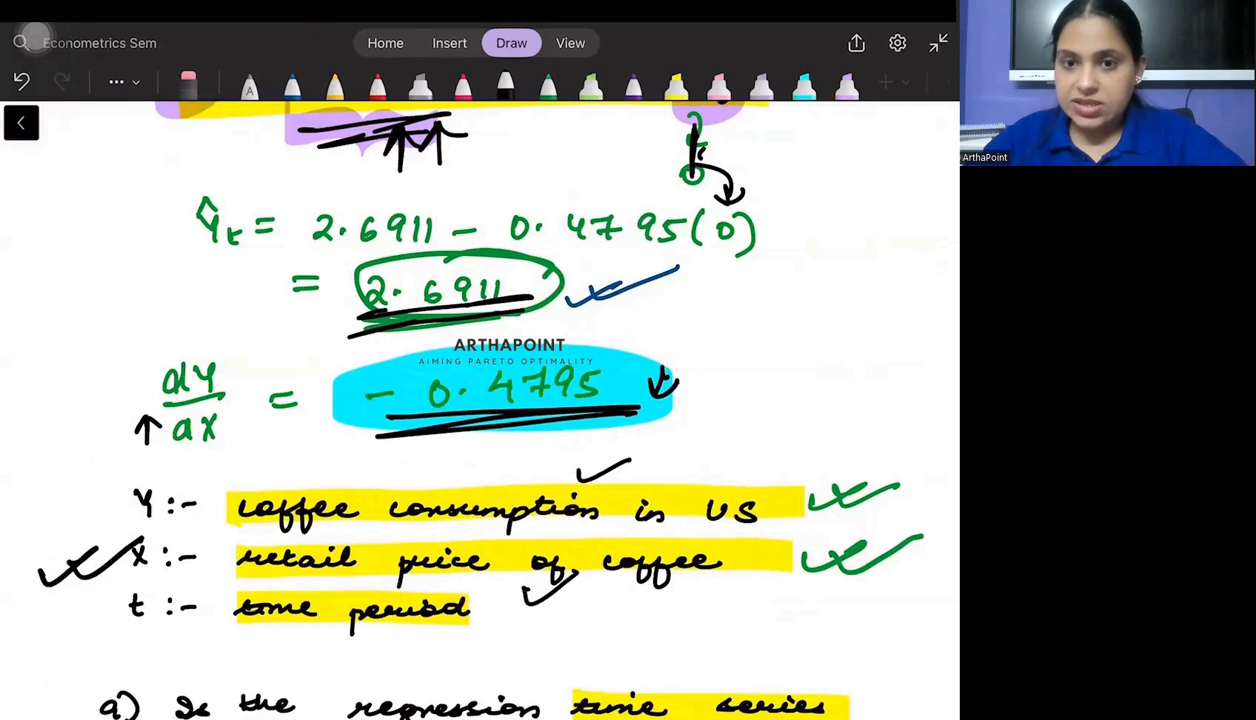 Econometrics Sem
Home Insert Draw View
A
ArthaPoint
Ŷt = 2.6911 - 0.4795(0)
= 2.6911
ARTHAPOINT
AIMING PARETO OPTIMALITY
dY/dX = - 0.4795
Y :- coffee consumption in US
X :- retail price of coffee
t :- time period
a) Is the regression time series